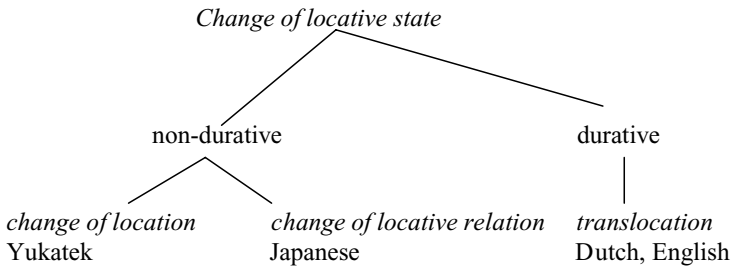 Change of locative state
non-durative durative
change of location change of locative relation translocation
Yukatek Japanese Dutch, English